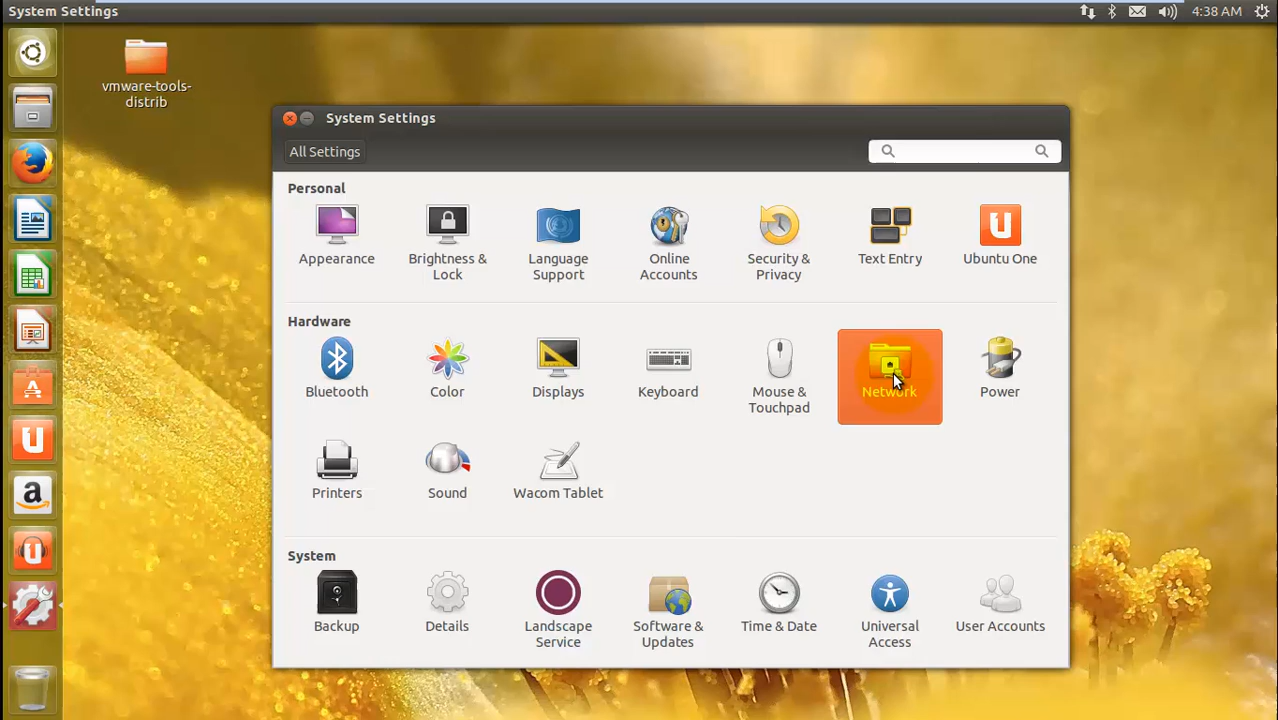 System Settings
4:38 AM
vmware-tools-
distrib
System Settings
All Settings
Personal
Appearance
Brightness &
Lock
Language
Support
Online
Accounts
Security &
Privacy
Text Entry
Ubuntu One
Hardware
Bluetooth
Color
Displays
Keyboard
Mouse &
Touchpad
Network
Power
Printers
Sound
Wacom Tablet
System
Backup
Details
Landscape
Service
Software &
Updates
Time & Date
Universal
Access
User Accounts